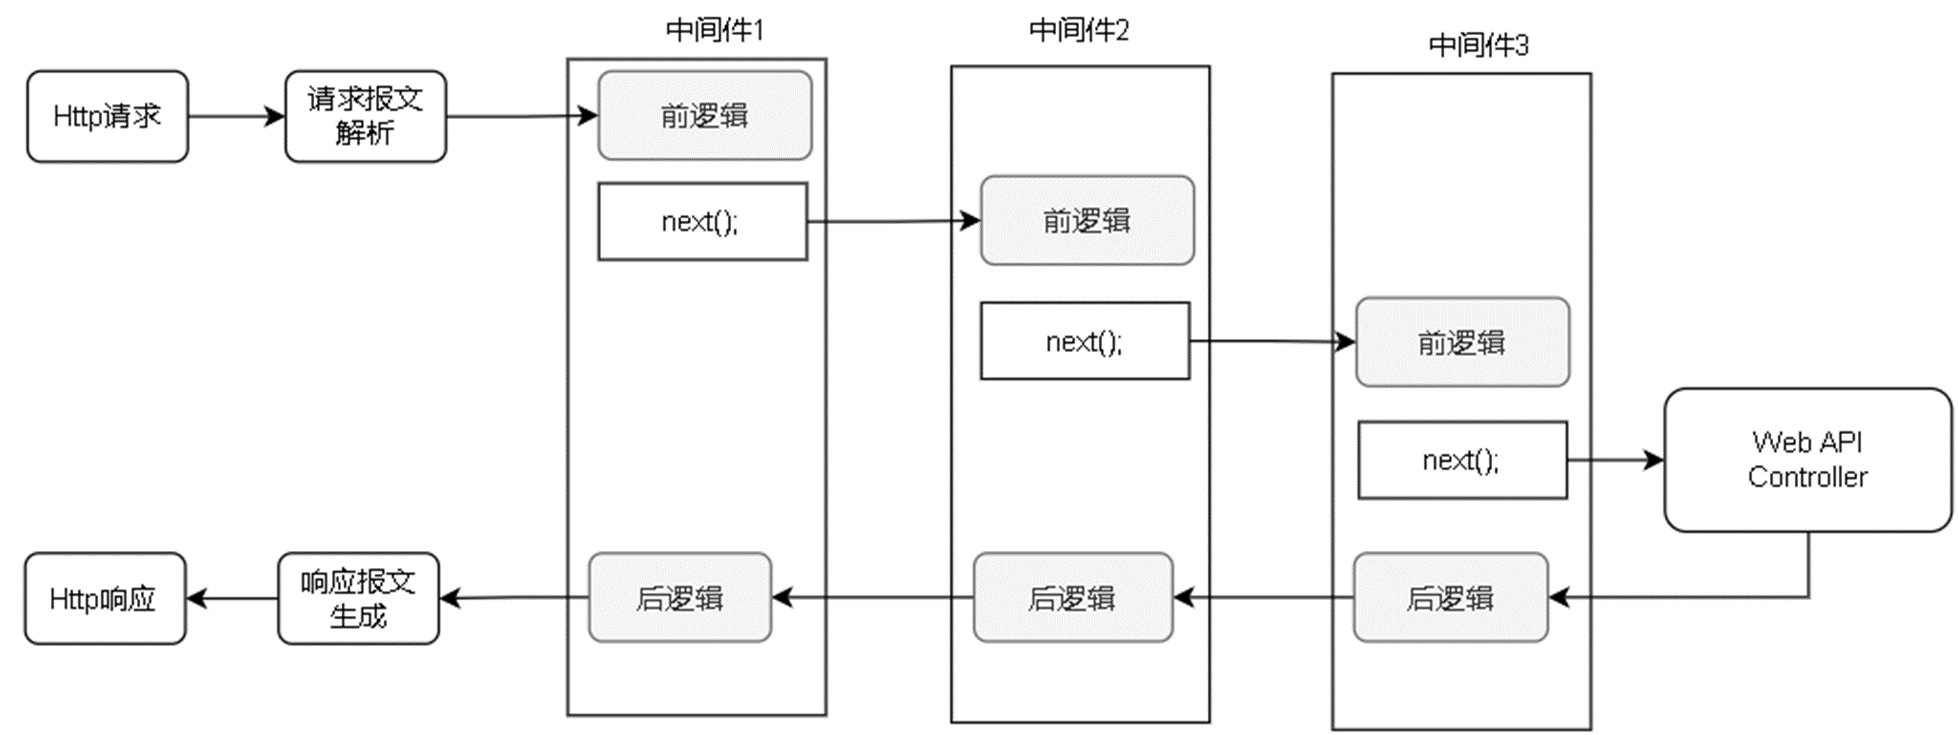 中间件1
中间件2
中间件3
Http请求
请求报文
解析
前逻辑
next();
前逻辑
next();
前逻辑
next();
Web API
Controller
Http响应
响应报文
生成
后逻辑
后逻辑
后逻辑